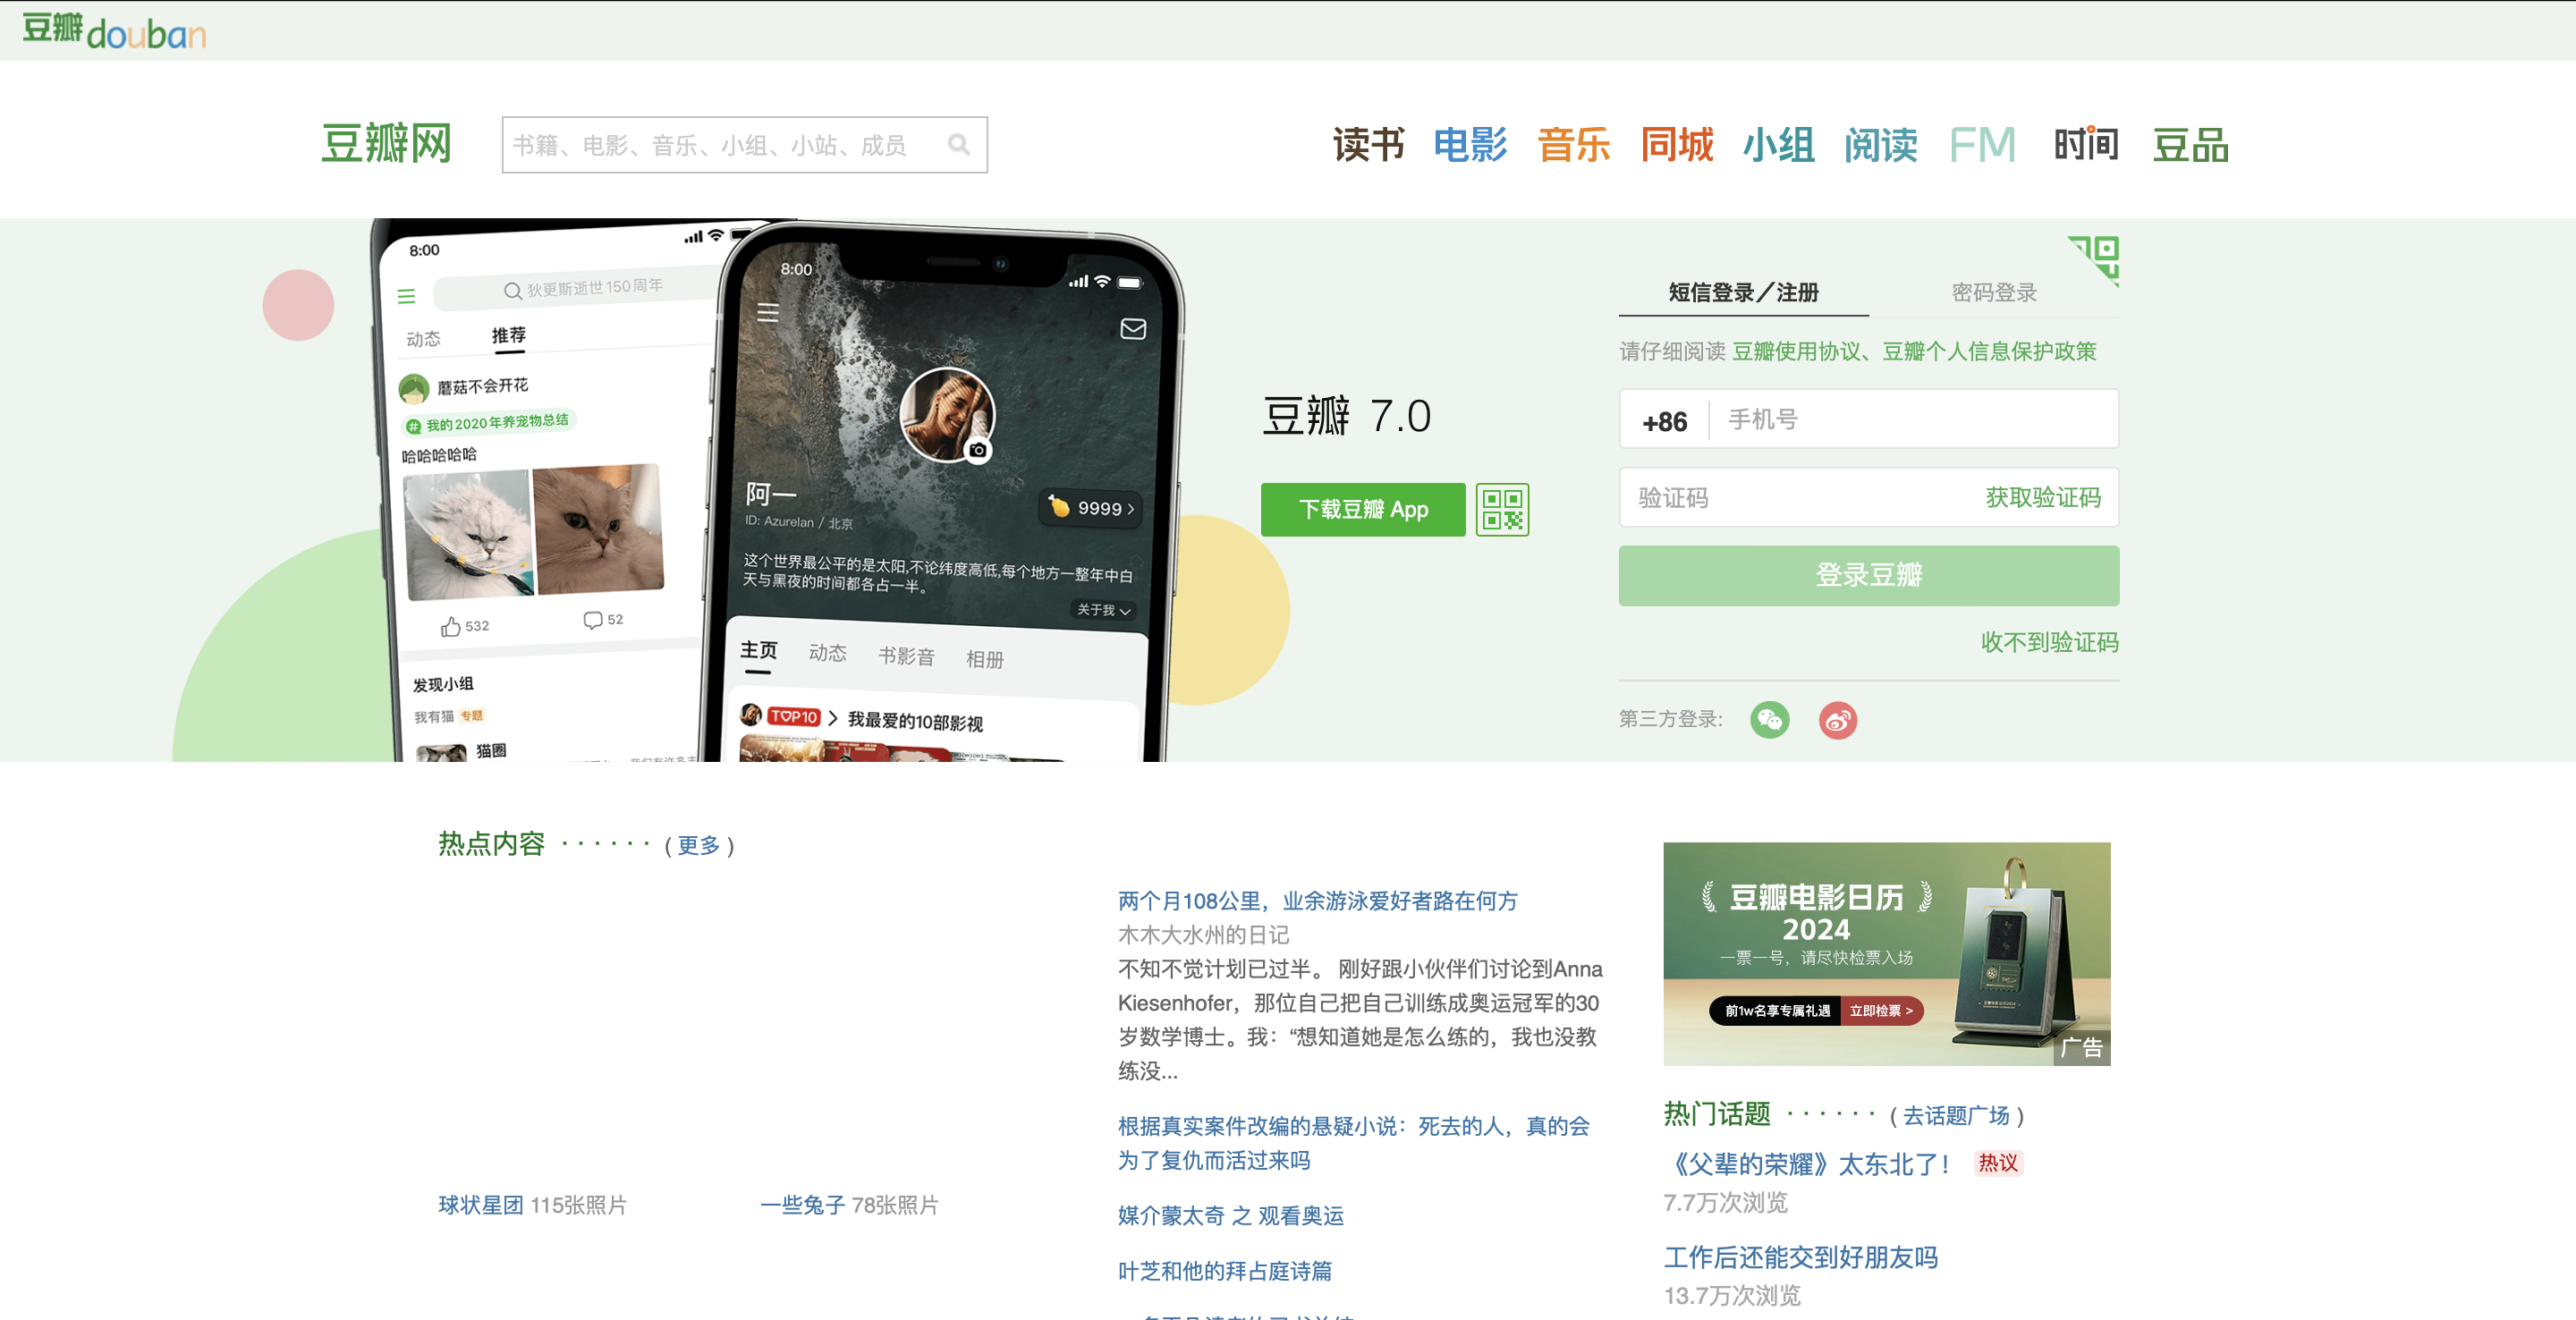 豆瓣douban
豆瓣网
书籍、电影、音乐、小组、小站、成员
读书 电影 音乐 同城 小组 阅读 FM 时间 豆品
8:00
狄更斯逝世150周年
动态 推荐
蘑菇不会开花
# 我的2020年养宠物总结
哈哈哈哈哈
532 52
发现小组
我有猫 专题
猫圈
8:00
阿一
ID: Azurelan / 北京
9999 >
这个世界最公平的是太阳,不论纬度高低,每个地方一整年中白
天与黑夜的时间都各占一半。
关于我
主页 动态 书影音 相册
TOP10 > 我最爱的10部影视
豆瓣 7.0
下载豆瓣 App
短信登录/注册 密码登录
请仔细阅读 豆瓣使用协议、豆瓣个人信息保护政策
+86 手机号
验证码 获取验证码
登录豆瓣
收不到验证码
第三方登录:
热点内容 · · · · · · ( 更多 )
球状星团 115张照片
一些兔子 78张照片
两个月108公里，业余游泳爱好者路在何方
木木大水州的日记
不知不觉计划已过半。 刚好跟小伙伴们讨论到Anna
Kiesenhofer，那位自己把自己训练成奥运冠军的30
岁数学博士。我：“想知道她是怎么练的，我也没教
练没...
根据真实案件改编的悬疑小说：死去的人，真的会
为了复仇而活过来吗
媒介蒙太奇 之 观看奥运
叶芝和他的拜占庭诗篇
豆瓣电影日历
2024
一票一号，请尽快检票入场
前1w名享专属礼遇 立即检票 >
广告
热门话题 · · · · · · ( 去话题广场 )
《父辈的荣耀》太东北了！ 热议
7.7万次浏览
工作后还能交到好朋友吗
13.7万次浏览